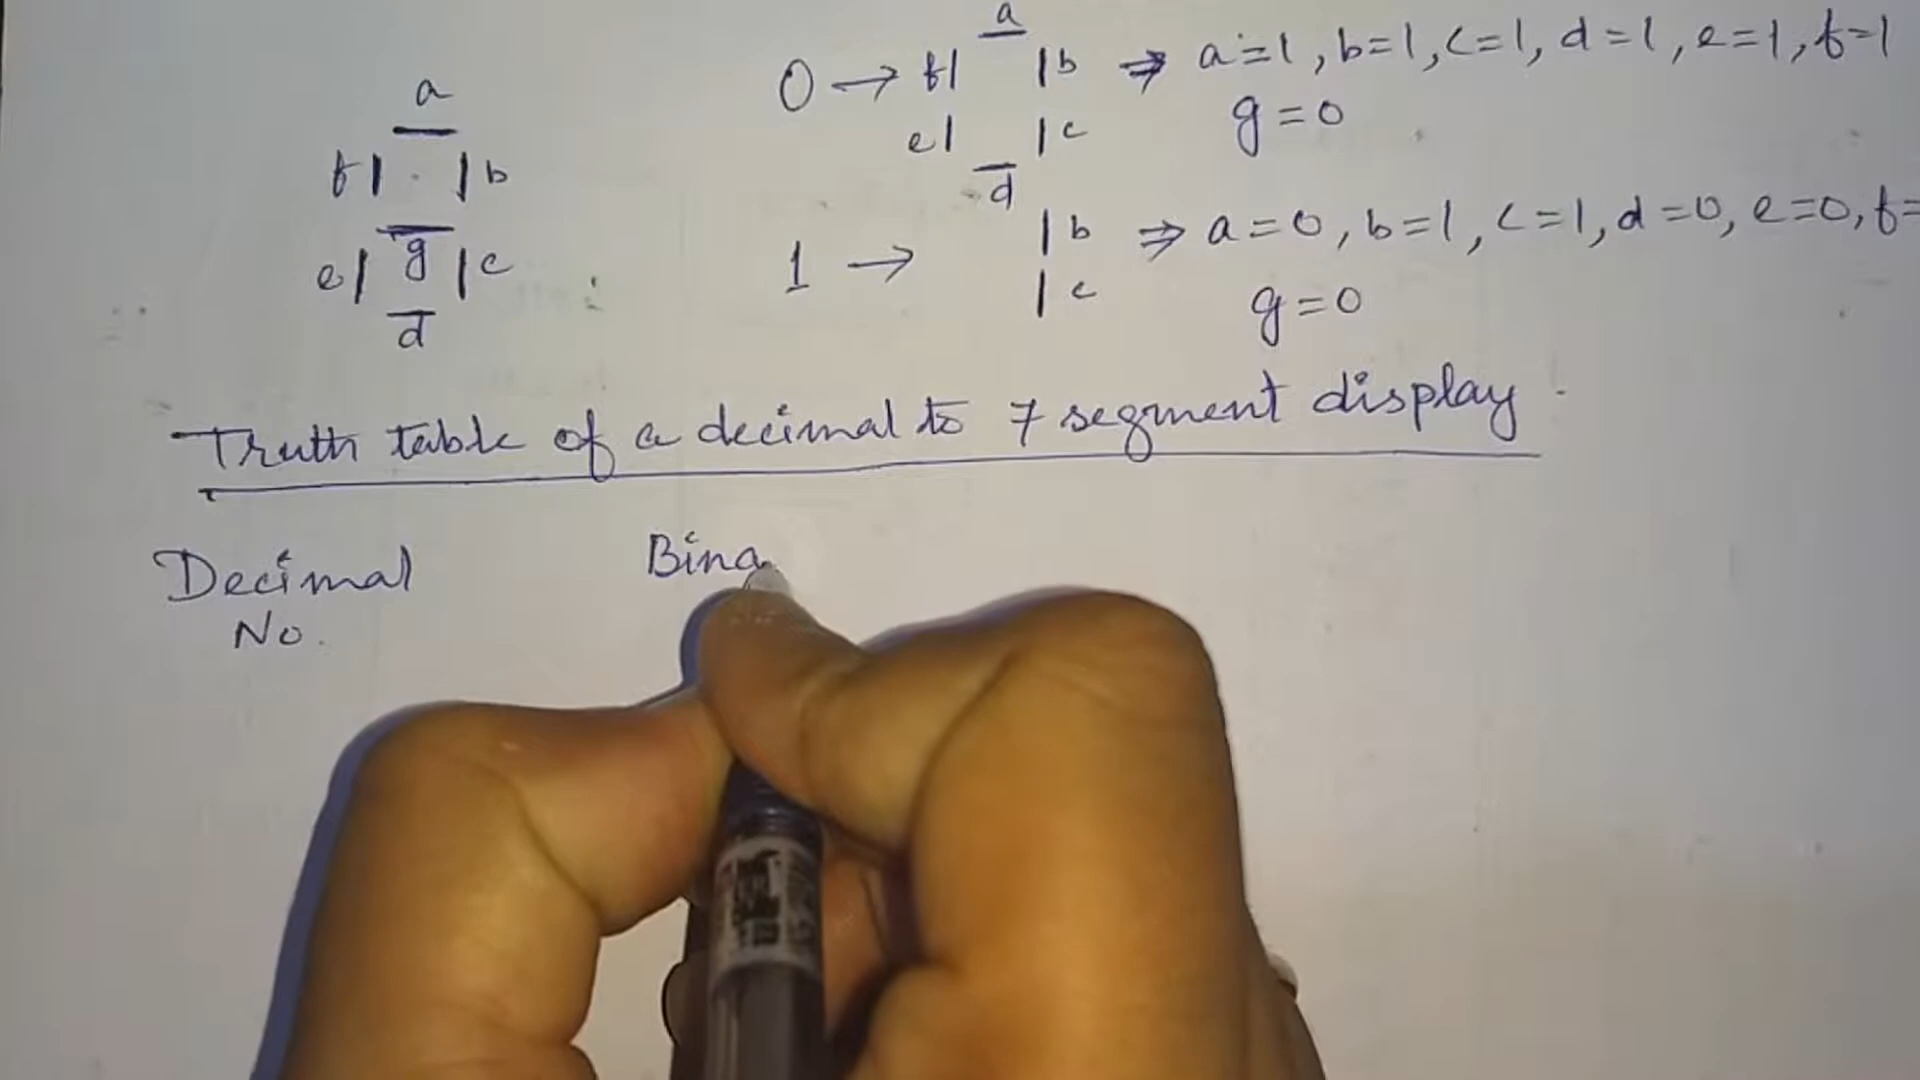 a
f| |b
g
e| |c
d
a
0 → f| |b ⇒ a=1, b=1, c=1, d=1, e=1, f=1
e| |c g=0
d
1 → |b ⇒ a=0, b=1, c=1, d=0, e=0, f=
|c g=0
Truth table of a decimal to 7 segment display
Decimal Bina
No.